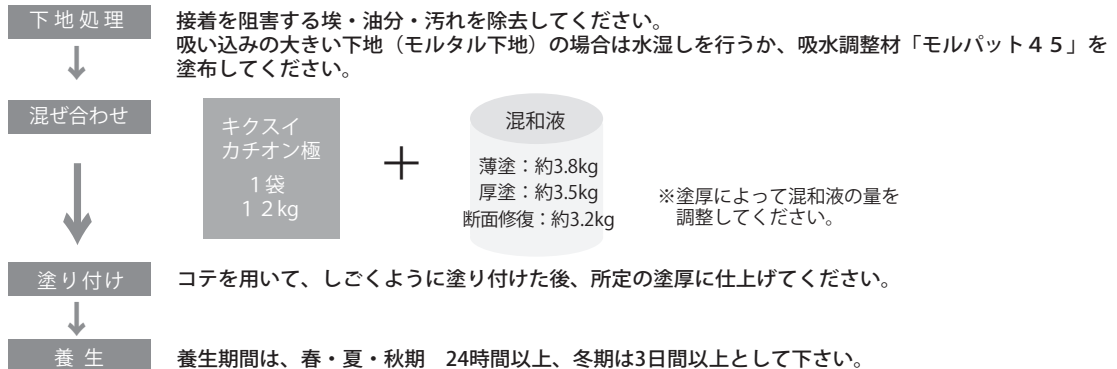 下地処理
接着を阻害する埃・油分・汚れを除去してください。
吸い込みの大きい下地（モルタル下地）の場合は水湿しを行うか、吸水調整材「モルパット４５」を
塗布してください。
混ぜ合わせ
キクスイ
カチオン極
１袋
１２kg
＋
混和液
薄塗：約3.8kg
厚塗：約3.5kg
断面修復：約3.2kg
※塗厚によって混和液の量を
調整してください。
塗り付け
コテを用いて、しごくように塗り付けた後、所定の塗厚に仕上げてください。
養 生
養生期間は、春・夏・秋期　24時間以上、冬期は3日間以上として下さい。